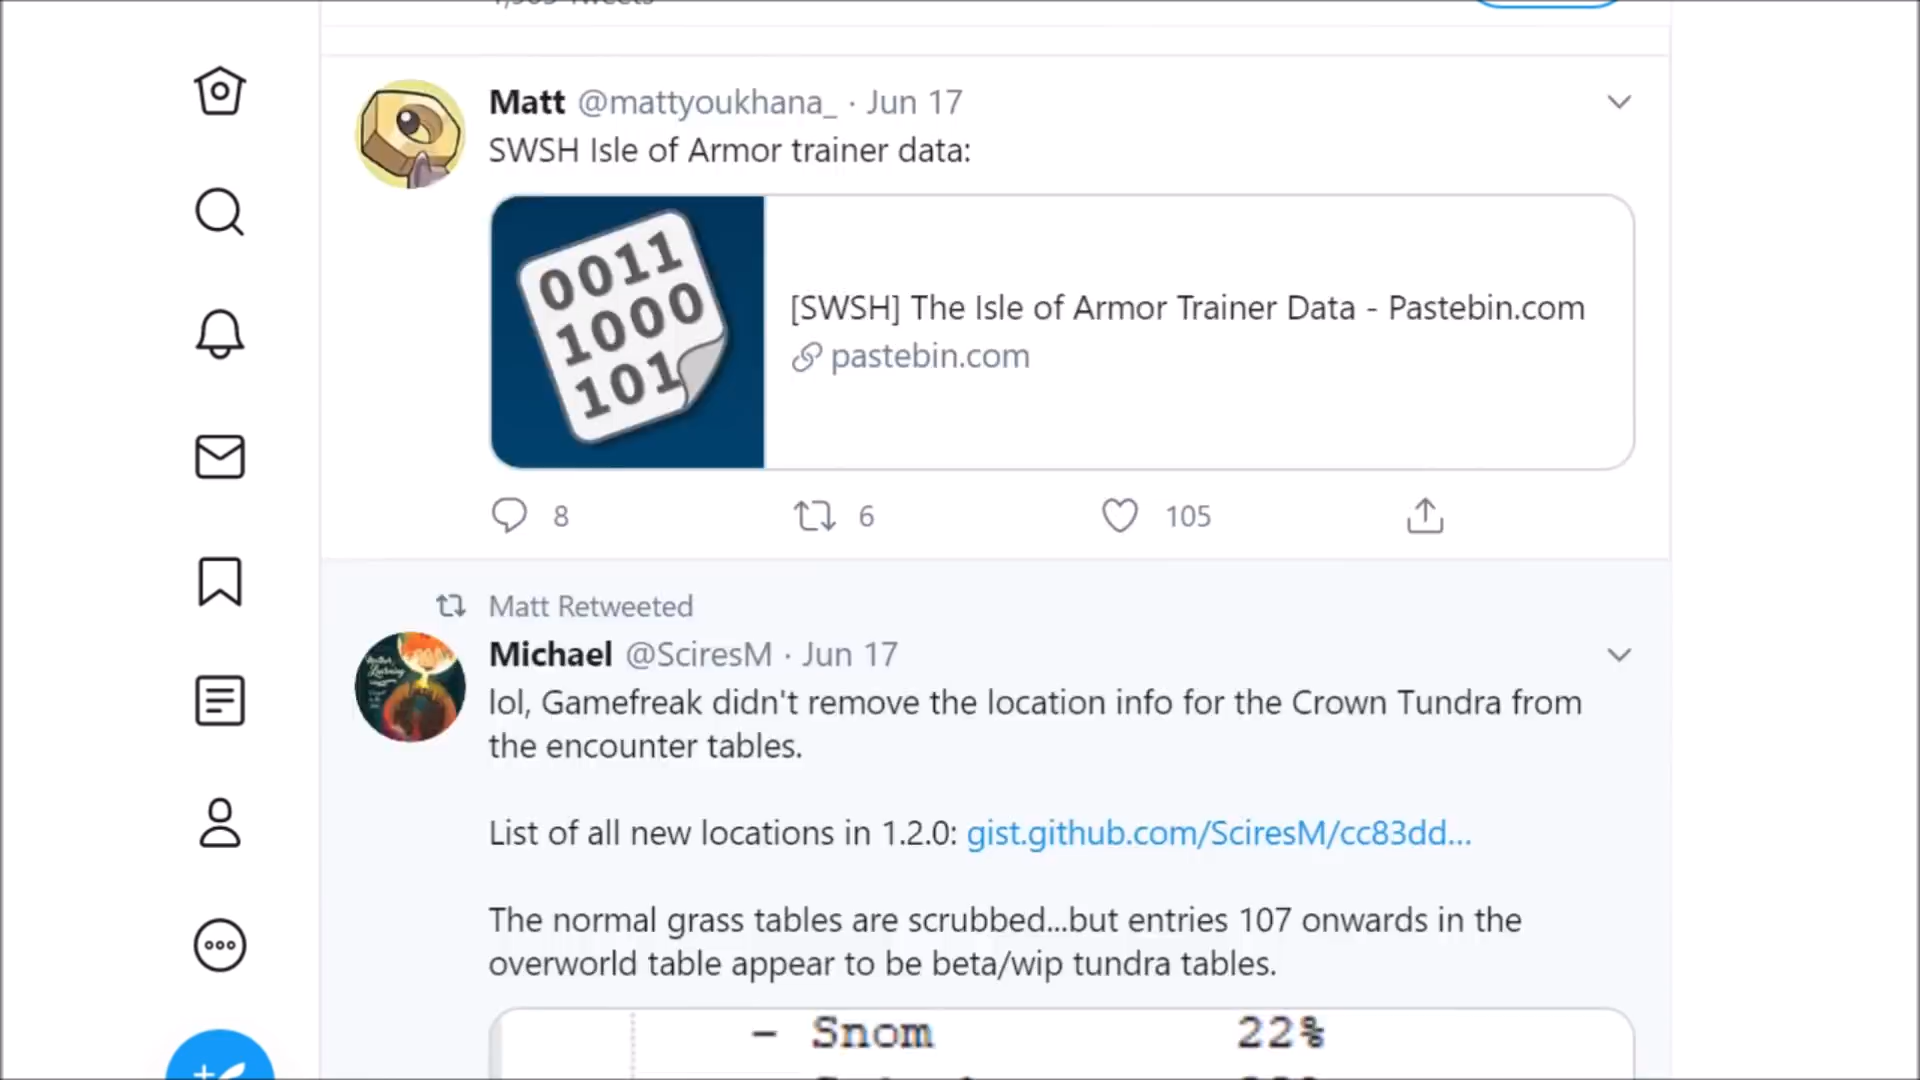 Matt @mattyoukhana_ · Jun 17
SWSH Isle of Armor trainer data:
0011
1000
101
[SWSH] The Isle of Armor Trainer Data - Pastebin.com
pastebin.com
8 6 105
Matt Retweeted
Michael @SciresM · Jun 17
lol, Gamefreak didn't remove the location info for the Crown Tundra from
the encounter tables.
List of all new locations in 1.2.0: gist.github.com/SciresM/cc83dd...
The normal grass tables are scrubbed...but entries 107 onwards in the
overworld table appear to be beta/wip tundra tables.
- Snom 22%